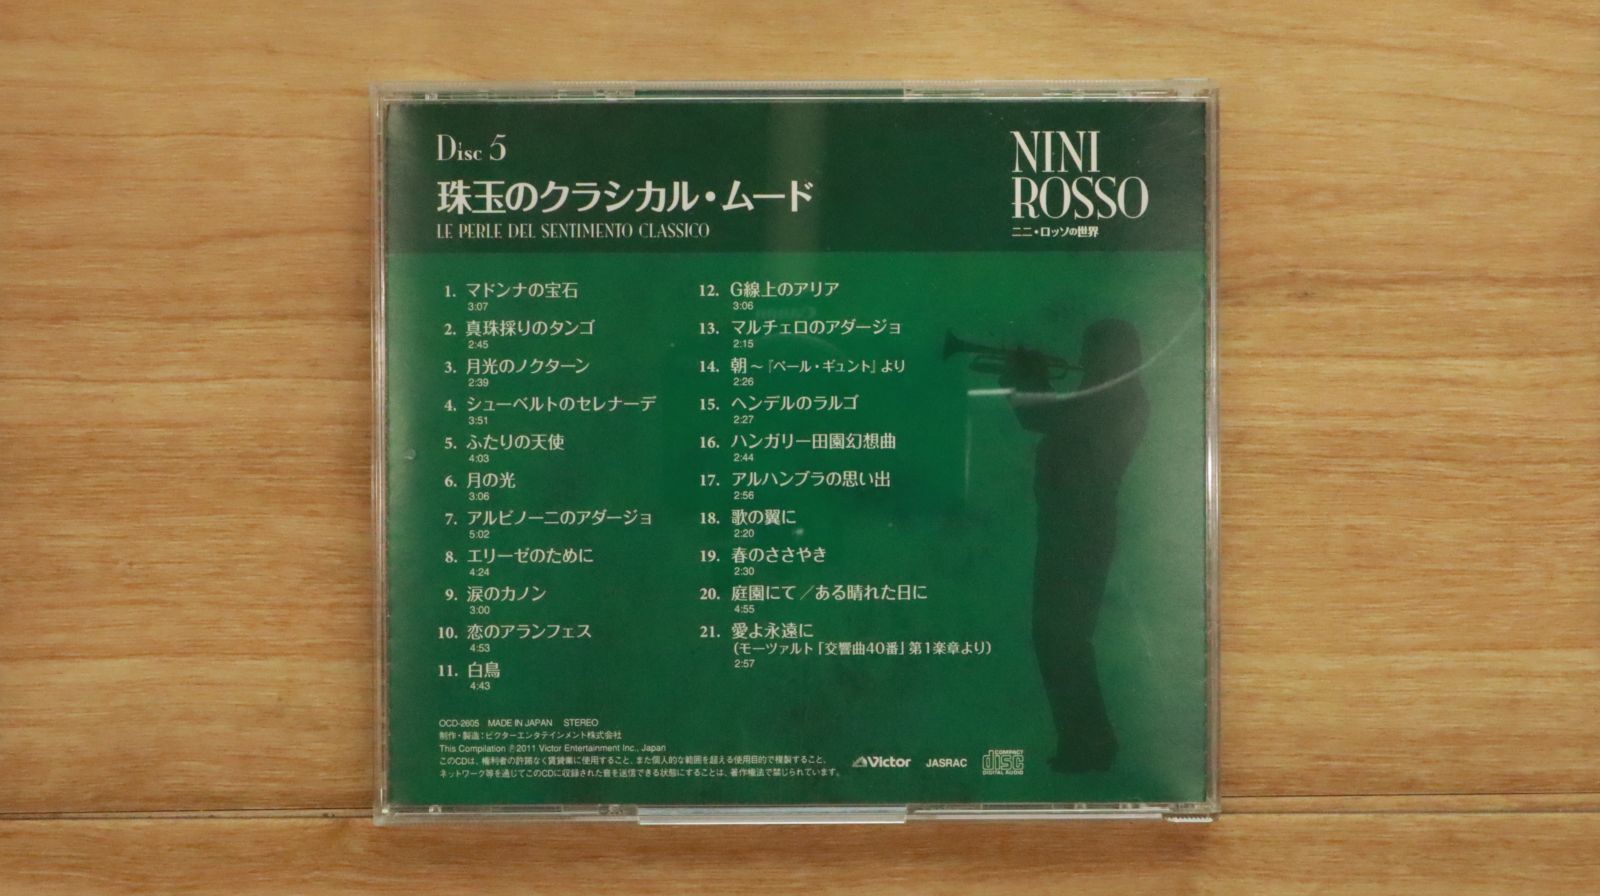 Disc 5
珠玉のクラシカル・ムード
LE PERLE DEL SENTIMENTO CLASSICO
NINI
ROSSO
ニニ・ロッソの世界
1. マドンナの宝石
3:07
2. 真珠採りのタンゴ
2:45
3. 月光のノクターン
2:39
4. シューベルトのセレナーデ
3:51
5. ふたりの天使
4:03
6. 月の光
3:06
7. アルビノーニのアダージョ
5:02
8. エリーゼのために
4:24
9. 涙のカノン
3:00
10. 恋のアランフェス
4:53
11. 白鳥
4:43
12. G線上のアリア
3:06
13. マルチェロのアダージョ
2:15
14. 朝～『ペール・ギュント』より
2:26
15. ヘンデルのラルゴ
2:27
16. ハンガリー田園幻想曲
2:44
17. アルハンブラの思い出
2:56
18. 歌の翼に
2:20
19. 春のささやき
2:30
20. 庭園にて／ある晴れた日に
4:55
21. 愛よ永遠に
(モーツァルト「交響曲40番」第1楽章より)
2:57
OCD-2605 MADE IN JAPAN STEREO
制作・製造：ビクターエンタテインメント株式会社
This Compilation ℗2011 Victor Entertainment Inc., Japan
このCDは、権利者の許諾なく賃貸業に使用すること、また個人的な範囲を超える使用目的で複製すること、
ネットワーク等を通じてこのCDに収録された音を送信できる状態にすることは、著作権法で禁じられています。
Victor
JASRAC
COMPACT
disc
DIGITAL AUDIO